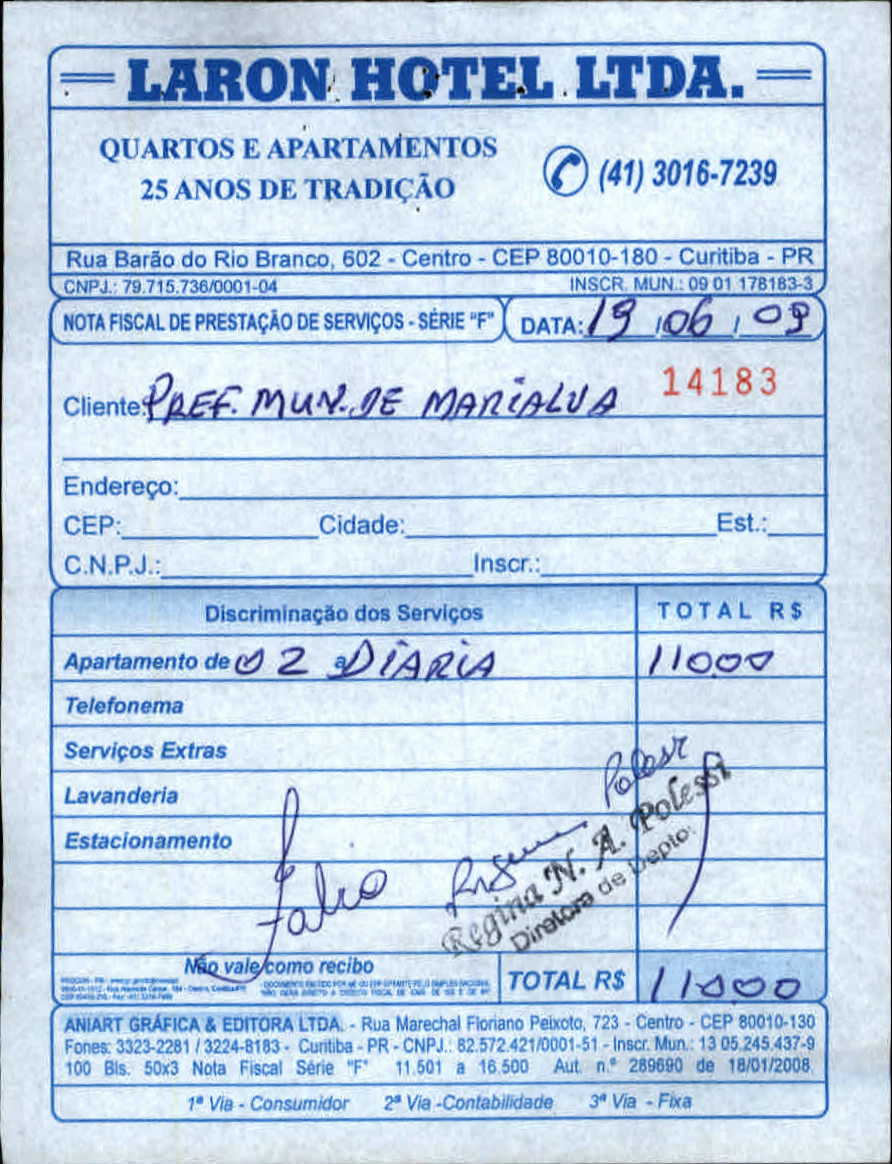 LARON HOTEL LTDA.
QUARTOS E APARTAMENTOS
25 ANOS DE TRADIÇÃO
(41) 3016-7239
Rua Barão do Rio Branco, 602 - Centro - CEP 80010-180 - Curitiba - PR
CNPJ.: 79.715.736/0001-04 INSCR. MUN.: 09 01 178183-3
NOTA FISCAL DE PRESTAÇÃO DE SERVIÇOS - SÉRIE "F" DATA: 19 / 06 / 09
14183
Cliente: PREF. MUN. DE MARIALVA
Endereço:
CEP: Cidade: Est.:
C.N.P.J.: Inscr.:
Discriminação dos Serviços TOTAL R$
Apartamento de 02 a DIARIA 11000
Telefonema
Serviços Extras
Lavanderia
Estacionamento
Fabio
Regina Polessi
Regina N. A. Polessi
Diretora de Depto.
Não vale como recibo
TOTAL R$ 11000
ANIART GRÁFICA & EDITORA LTDA. - Rua Marechal Floriano Peixoto, 723 - Centro - CEP 80010-130
Fones: 3323-2281 / 3224-8183 - Curitiba - PR - CNPJ.: 82.572.421/0001-51 - Inscr. Mun.: 13 05.245.437-9
100 Bls. 50x3 Nota Fiscal Série "F" 11.501 a 16.500 Aut. n.º 289690 de 18/01/2008
1ª Via - Consumidor 2ª Via -Contabilidade 3ª Via - Fixa